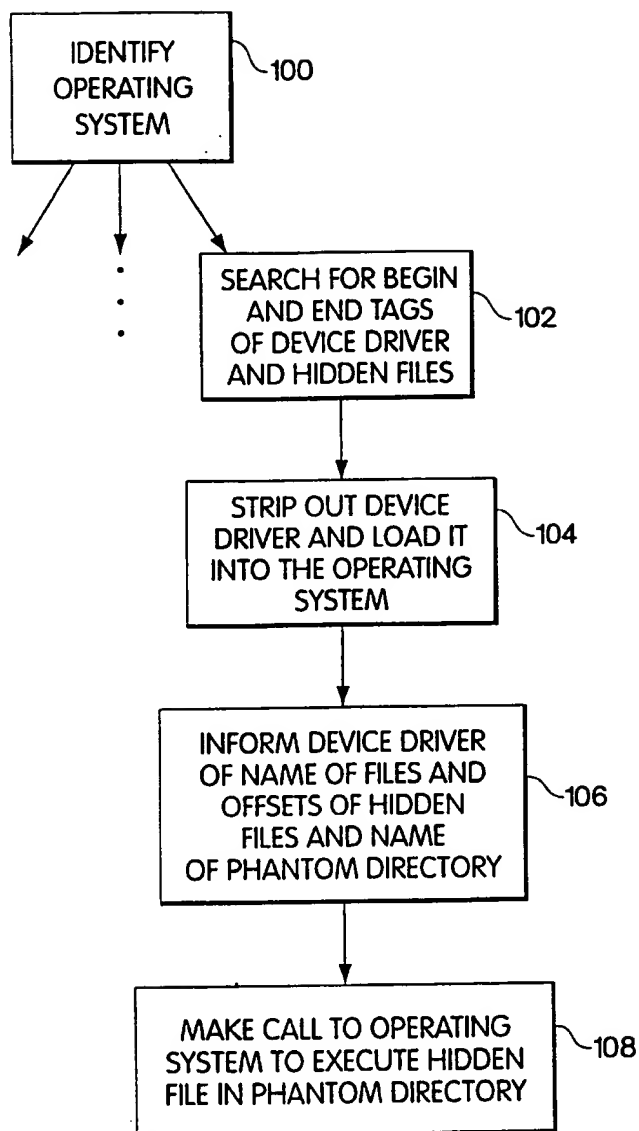 IDENTIFY
OPERATING
SYSTEM
100
SEARCH FOR BEGIN
AND END TAGS
OF DEVICE DRIVER
AND HIDDEN FILES
102
STRIP OUT DEVICE
DRIVER AND LOAD IT
INTO THE OPERATING
SYSTEM
104
INFORM DEVICE DRIVER
OF NAME OF FILES AND
OFFSETS OF HIDDEN
FILES AND NAME
OF PHANTOM DIRECTORY
106
MAKE CALL TO OPERATING
SYSTEM TO EXECUTE HIDDEN
FILE IN PHANTOM DIRECTORY
108